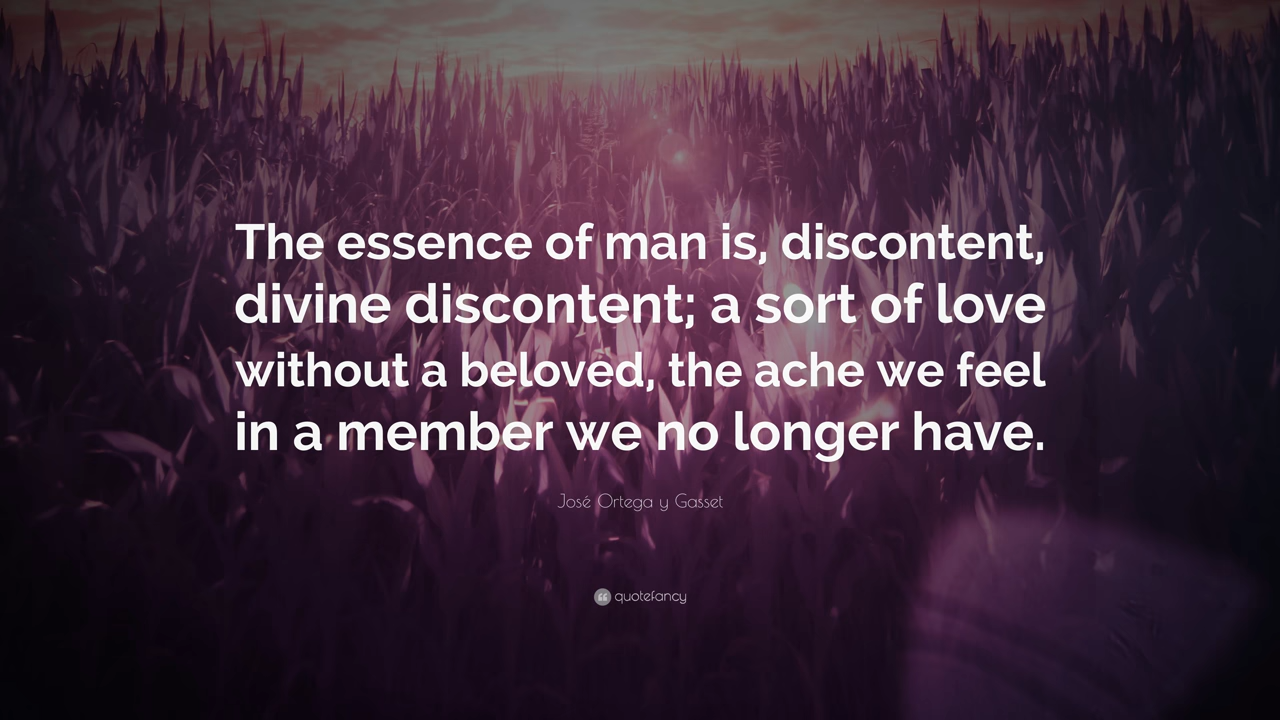 The essence of man is, discontent,
divine discontent; a sort of love
without a beloved, the ache we feel
in a member we no longer have.
José Ortega y Gasset
quotefancy